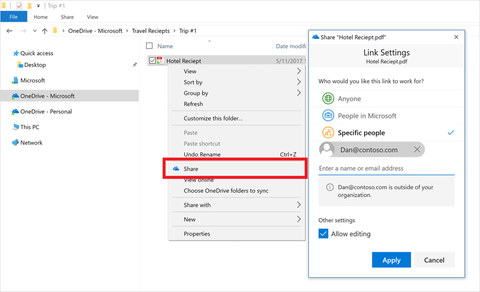 Trip #1
File
Home
Share
View
OneDrive - Microsoft > Travel Reciepts > Trip #1
Name
Date modifie
Quick access
Desktop
Microsoft
OneDrive - Microsoft
OneDrive - Personal
This PC
Network
Hotel Reciept
5/11/2017
View
Sort by
Group by
Refresh
Customize this folder...
Paste
Paste shortcut
Undo Rename
Ctrl+Z
Share
View online
Choose OneDrive folders to sync
Share with
New
Properties
Share "Hotel Reciept.pdf"
Link Settings
Hotel Reciept.pdf
Who would you like this link to work for?
Anyone
People in Microsoft
Specific people
Dan@contoso.com
Enter a name or email address
Dan@contoso.com is outside of your
organization.
Other settings
Allow editing
Apply
Cancel